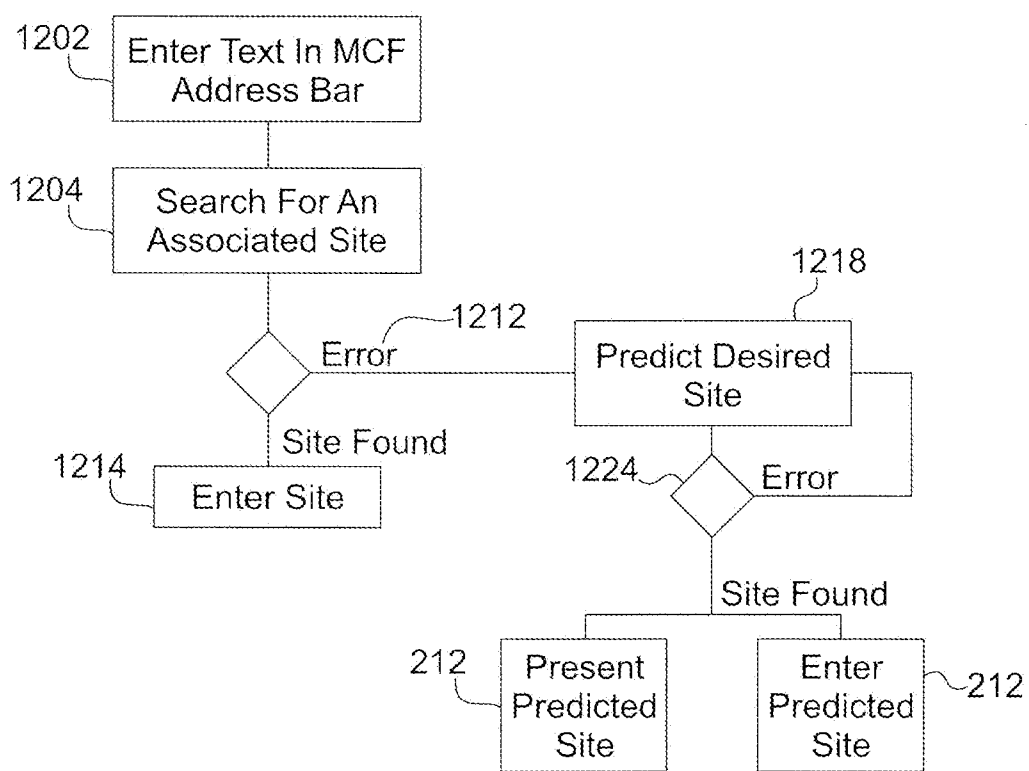 1202
Enter Text In MCF
Address Bar
1204
Search For An
Associated Site
1212
Error
1218
Predict Desired
Site
Site Found
1214
Enter Site
1224
Error
Site Found
212
Present
Predicted
Site
Enter
Predicted
Site
212